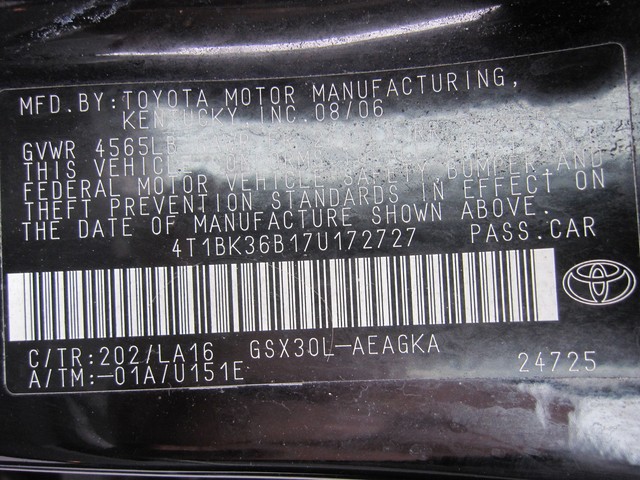 MFD.BY:TOYOTA MOTOR MANUFACTURING,
KENTUCKY, INC.08/06
GVWR 4565LB
THIS VEHICLE
FEDERAL MOTOR VEHICLE SAFETY, BUMPER AND
THEFT PREVENTION STANDARDS IN EFFECT ON
THE DATE OF MANUFACTURE SHOWN ABOVE.
4T1BK36B17U172727 PASS.CAR
C/TR:202/LA16 GSX30L-AEAGKA
A/TM:-01A/U151E 24725